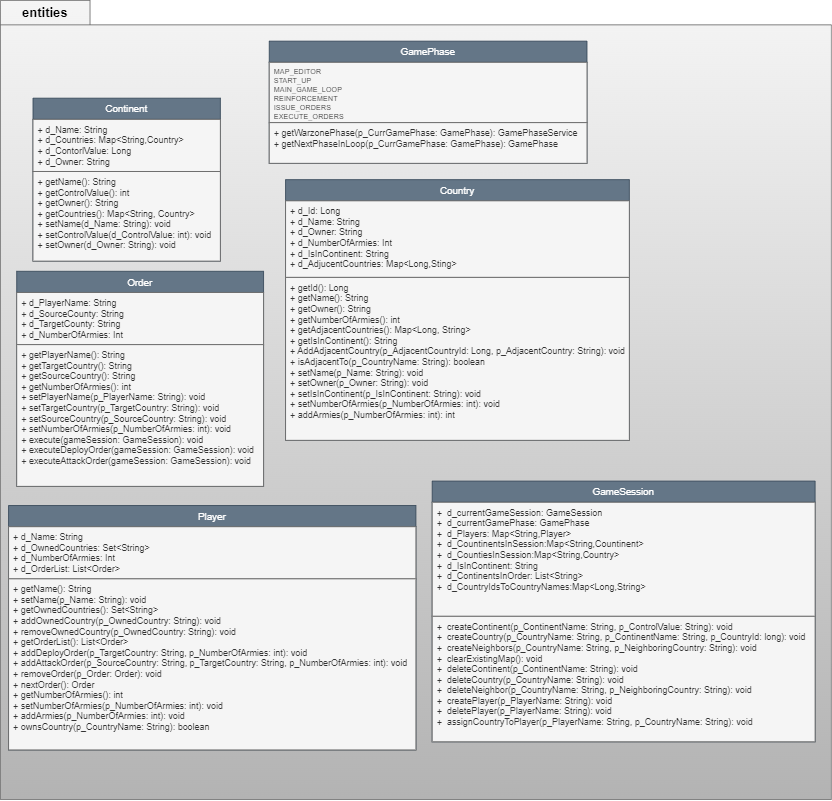 entities
GamePhase
MAP_EDITOR
START_UP
MAIN_GAME_LOOP
REINFORCEMENT
ISSUE_ORDERS
EXECUTE_ORDERS
+ getWarzonePhase(p_CurrGamePhase: GamePhase): GamePhaseService
+ getNextPhaseInLoop(p_CurrGamePhase: GamePhase): GamePhase
Continent
+ d_Name: String
+ d_Countries: Map<String,Country>
+ d_ContorlValue: Long
+ d_Owner: String
+ getName(): String
+ getControlValue(): int
+ getOwner(): String
+ getCountries(): Map<String, Country>
+ setName(d_Name: String): void
+ setControlValue(d_ControlValue: int): void
+ setOwner(d_Owner: String): void
Country
+ d_Id: Long
+ d_Name: String
+ d_Owner: String
+ d_NumberOfArmies: Int
+ d_IsInContinent: String
+ d_AdjucentCountries: Map<Long,Sting>
+ getId(): Long
+ getName(): String
+ getOwner(): String
+ getNumberOfArmies(): int
+ getAdjacentCountries(): Map<Long, String>
+ getIsInContinent(): String
+ AddAdjacentCountry(p_AdjacentCountryId: Long, p_AdjacentCountry: String): void
+ isAdjacentTo(p_CountryName: String): boolean
+ setName(p_Name: String): void
+ setOwner(p_Owner: String): void
+ setIsInContinent(p_IsInContinent: String): void
+ setNumberOfArmies(p_NumberOfArmies: int): void
+ addArmies(p_NumberOfArmies: int): int
Order
+ d_PlayerName: String
+ d_SourceCounty: String
+ d_TargetCounty: String
+ d_NumberOfArmies: Int
+ getPlayerName(): String
+ getTargetCountry(): String
+ getSourceCountry(): String
+ getNumberOfArmies(): int
+ setPlayerName(p_PlayerName: String): void
+ setTargetCountry(p_TargetCountry: String): void
+ setSourceCountry(p_SourceCountry: String): void
+ setNumberOfArmies(p_NumberOfArmies: int): void
+ execute(gameSession: GameSession): void
+ executeDeployOrder(gameSession: GameSession): void
+ executeAttackOrder(gameSession: GameSession): void
Player
+ d_Name: String
+ d_OwnedCountries: Set<String>
+ d_NumberOfArmies: Int
+ d_OrderList: List<Order>
+ getName(): String
+ setName(p_Name: String): void
+ getOwnedCountries(): Set<String>
+ addOwnedCountry(p_OwnedCountry: String): void
+ removeOwnedCountry(p_OwnedCountry: String): void
+ getOrderList(): List<Order>
+ addDeployOrder(p_TargetCountry: String, p_NumberOfArmies: int): void
+ addAttackOrder(p_SourceCountry: String, p_TargetCountry: String, p_NumberOfArmies: int): void
+ removeOrder(p_Order: Order): void
+ nextOrder(): Order
+ getNumberOfArmies(): int
+ setNumberOfArmies(p_NumberOfArmies: int): void
+ addArmies(p_NumberOfArmies: int): void
+ ownsCountry(p_CountryName: String): boolean
GameSession
+ d_currentGameSession: GameSession
+ d_currentGamePhase: GamePhase
+ d_Players: Map<String,Player>
+ d_CountinentsInSession:Map<String,Countinent>
+ d_CountiesInSession:Map<String,Country>
+ d_IsInContinent: String
+ d_ContinentsInOrder: List<String>
+ d_CountryIdsToCountryNames:Map<Long,String>
+ createContinent(p_ContinentName: String, p_ControlValue: String): void
+ createCountry(p_CountryName: String, p_ContinentName: String, p_CountryId: long): void
+ createNeighbors(p_CountryName: String, p_NeighboringCountry: String): void
+ clearExistingMap(): void
+ deleteContinent(p_ContinentName: String): void
+ deleteCountry(p_CountryName: String): void
+ deleteNeighbor(p_CountryName: String, p_NeighboringCountry: String): void
+ createPlayer(p_PlayerName: String): void
+ deletePlayer(p_PlayerName: String): void
+ assignCountryToPlayer(p_PlayerName: String, p_CountryName: String): void